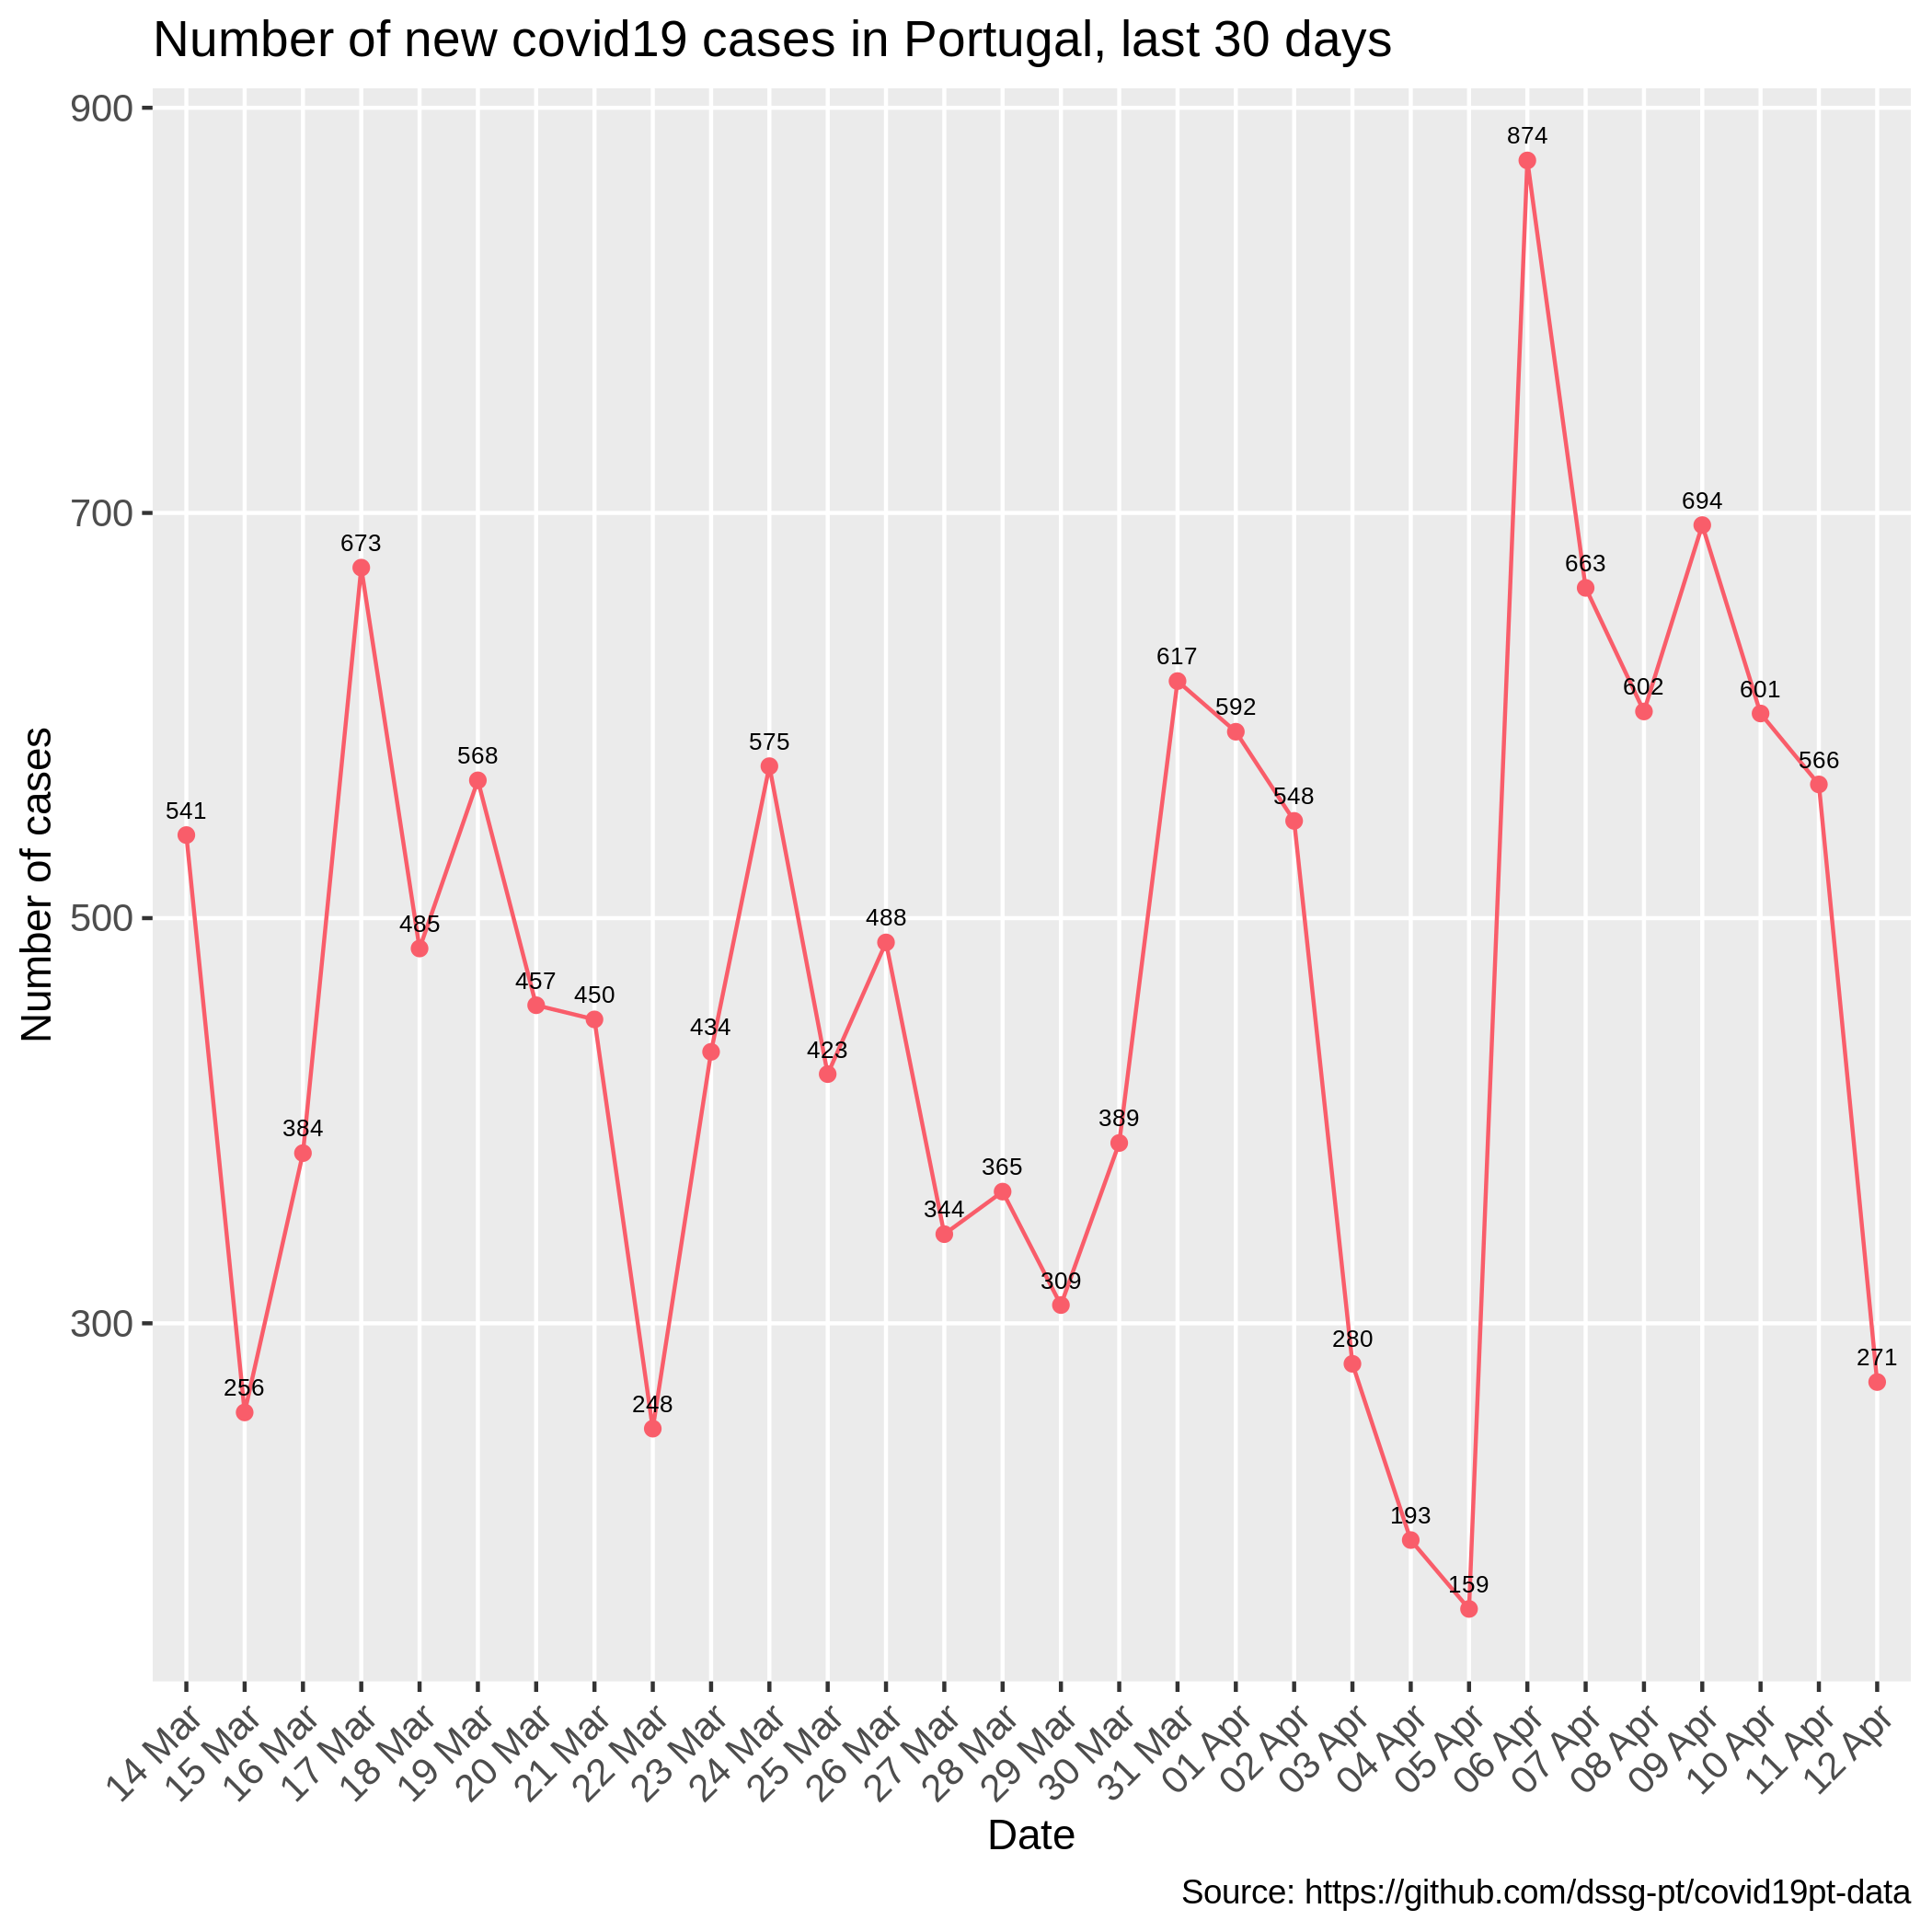 Number of new covid19 cases in Portugal, last 30 days
900
700
500
300
Number of cases
541
256
384
673
485
568
457
450
248
434
575
423
488
344
365
309
389
617
592
548
280
193
159
874
663
602
694
601
566
271
14 Mar
15 Mar
16 Mar
17 Mar
18 Mar
19 Mar
20 Mar
21 Mar
22 Mar
23 Mar
24 Mar
25 Mar
26 Mar
27 Mar
28 Mar
29 Mar
30 Mar
31 Mar
01 Apr
02 Apr
03 Apr
04 Apr
05 Apr
06 Apr
07 Apr
08 Apr
09 Apr
10 Apr
11 Apr
12 Apr
Date
Source: https://github.com/dssg-pt/covid19pt-data